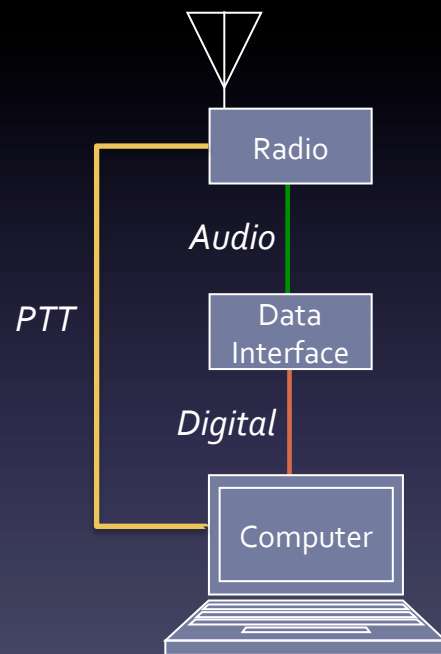 Radio
Audio
PTT
Data
Interface
Digital
Computer